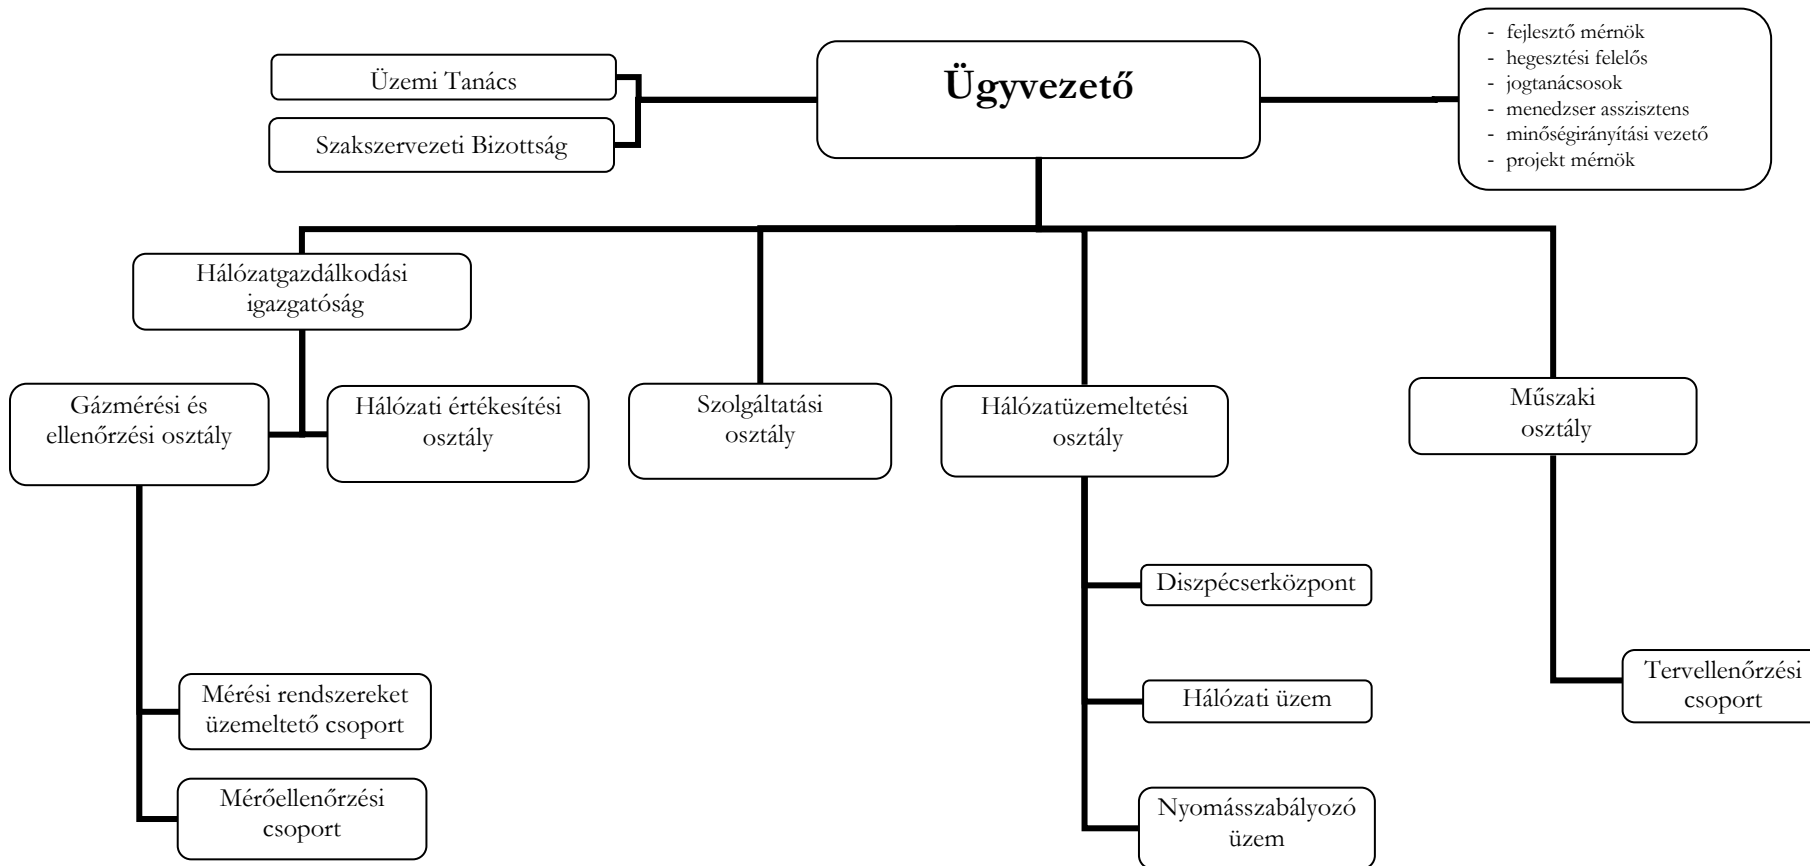 Üzemi Tanács
Szakszervezeti Bizottság
Ügyvezető
- fejlesztő mérnök
- hegesztési felelős
- jogtanácsosok
- menedzser asszisztens
- minőségirányítási vezető
- projekt mérnök
Hálózatgazdálkodási
igazgatóság
Gázmérési és
ellenőrzési osztály
Hálózati értékesítési
osztály
Szolgáltatási
osztály
Hálózatüzemeltetési
osztály
Műszaki
osztály
Diszpécserközpont
Mérési rendszereket
üzemeltető csoport
Hálózati üzem
Tervellenőrzési
csoport
Mérőellenőrzési
csoport
Nyomásszabályozó
üzem